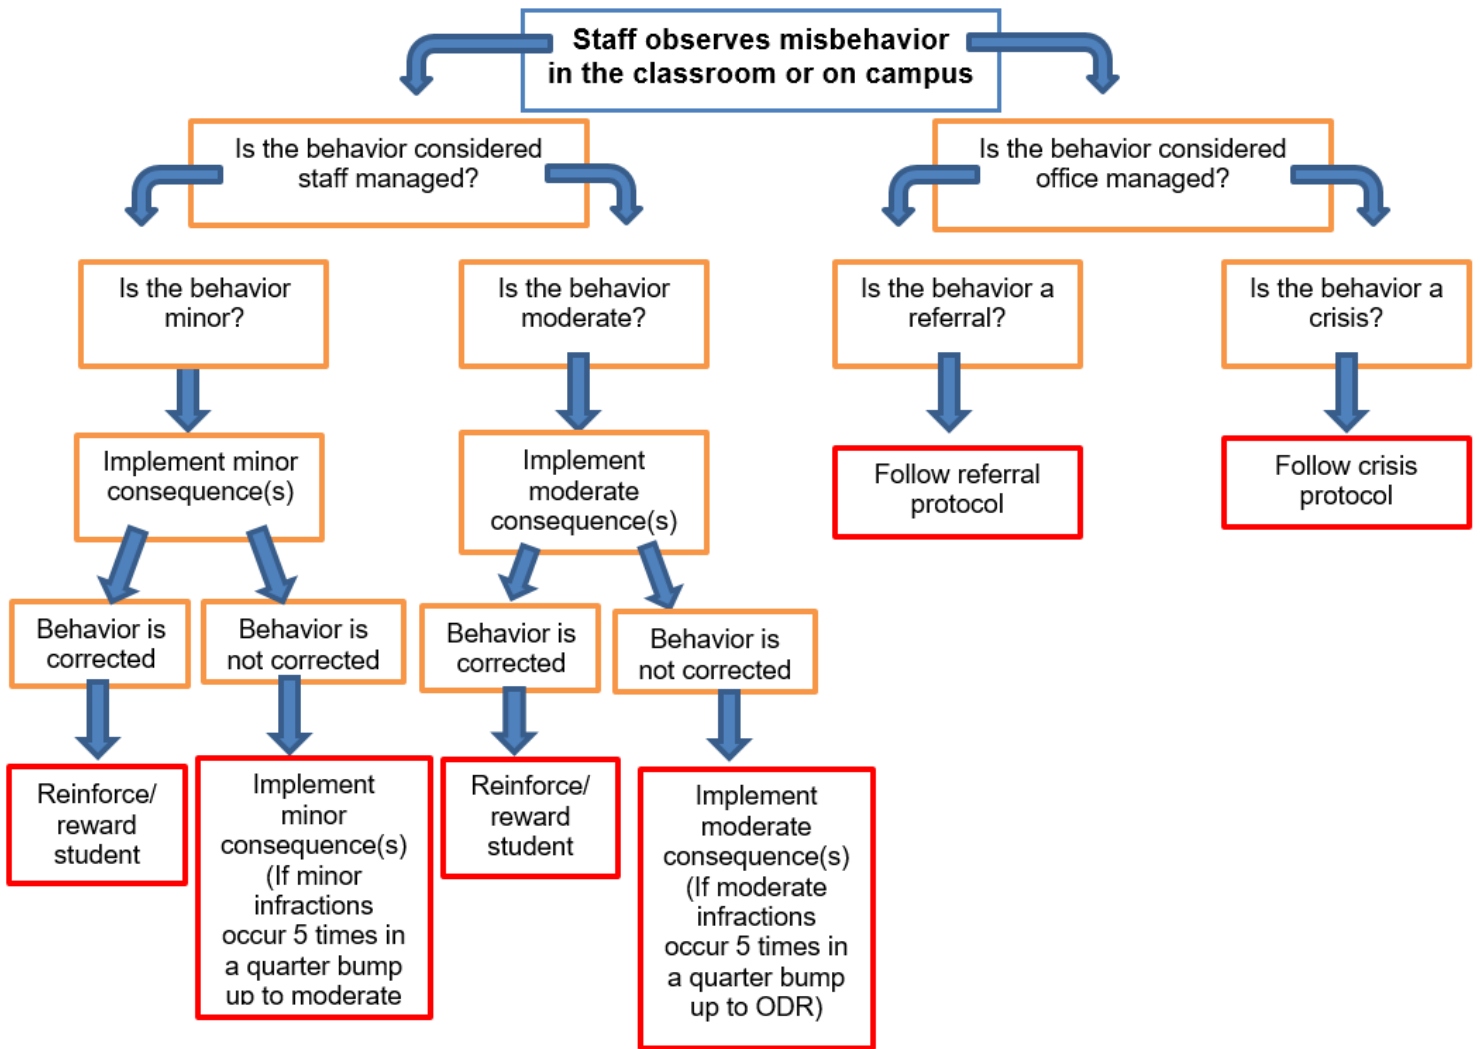 Staff observes misbehavior
in the classroom or on campus
Is the behavior considered
staff managed?
Is the behavior considered
office managed?
Is the behavior
minor?
Is the behavior
moderate?
Is the behavior a
referral?
Is the behavior a
crisis?
Implement minor
consequence(s)
Implement
moderate
consequence(s)
Follow referral
protocol
Follow crisis
protocol
Behavior is
corrected
Behavior is
not corrected
Behavior is
corrected
Behavior is
not corrected
Reinforce/
reward
student
Implement
minor
consequence(s)
(If minor
infractions
occur 5 times in
a quarter bump
up to moderate
Reinforce/
reward
student
Implement
moderate
consequence(s)
(If moderate
infractions
occur 5 times in
a quarter bump
up to ODR)